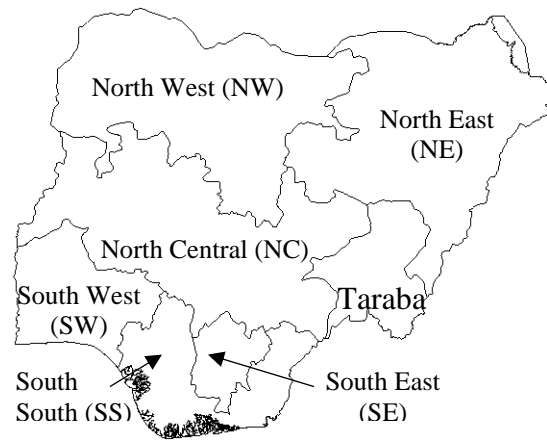 North West (NW)
North East
(NE)
North Central (NC)
Taraba
South West
(SW)
South
South (SS)
South East
(SE)